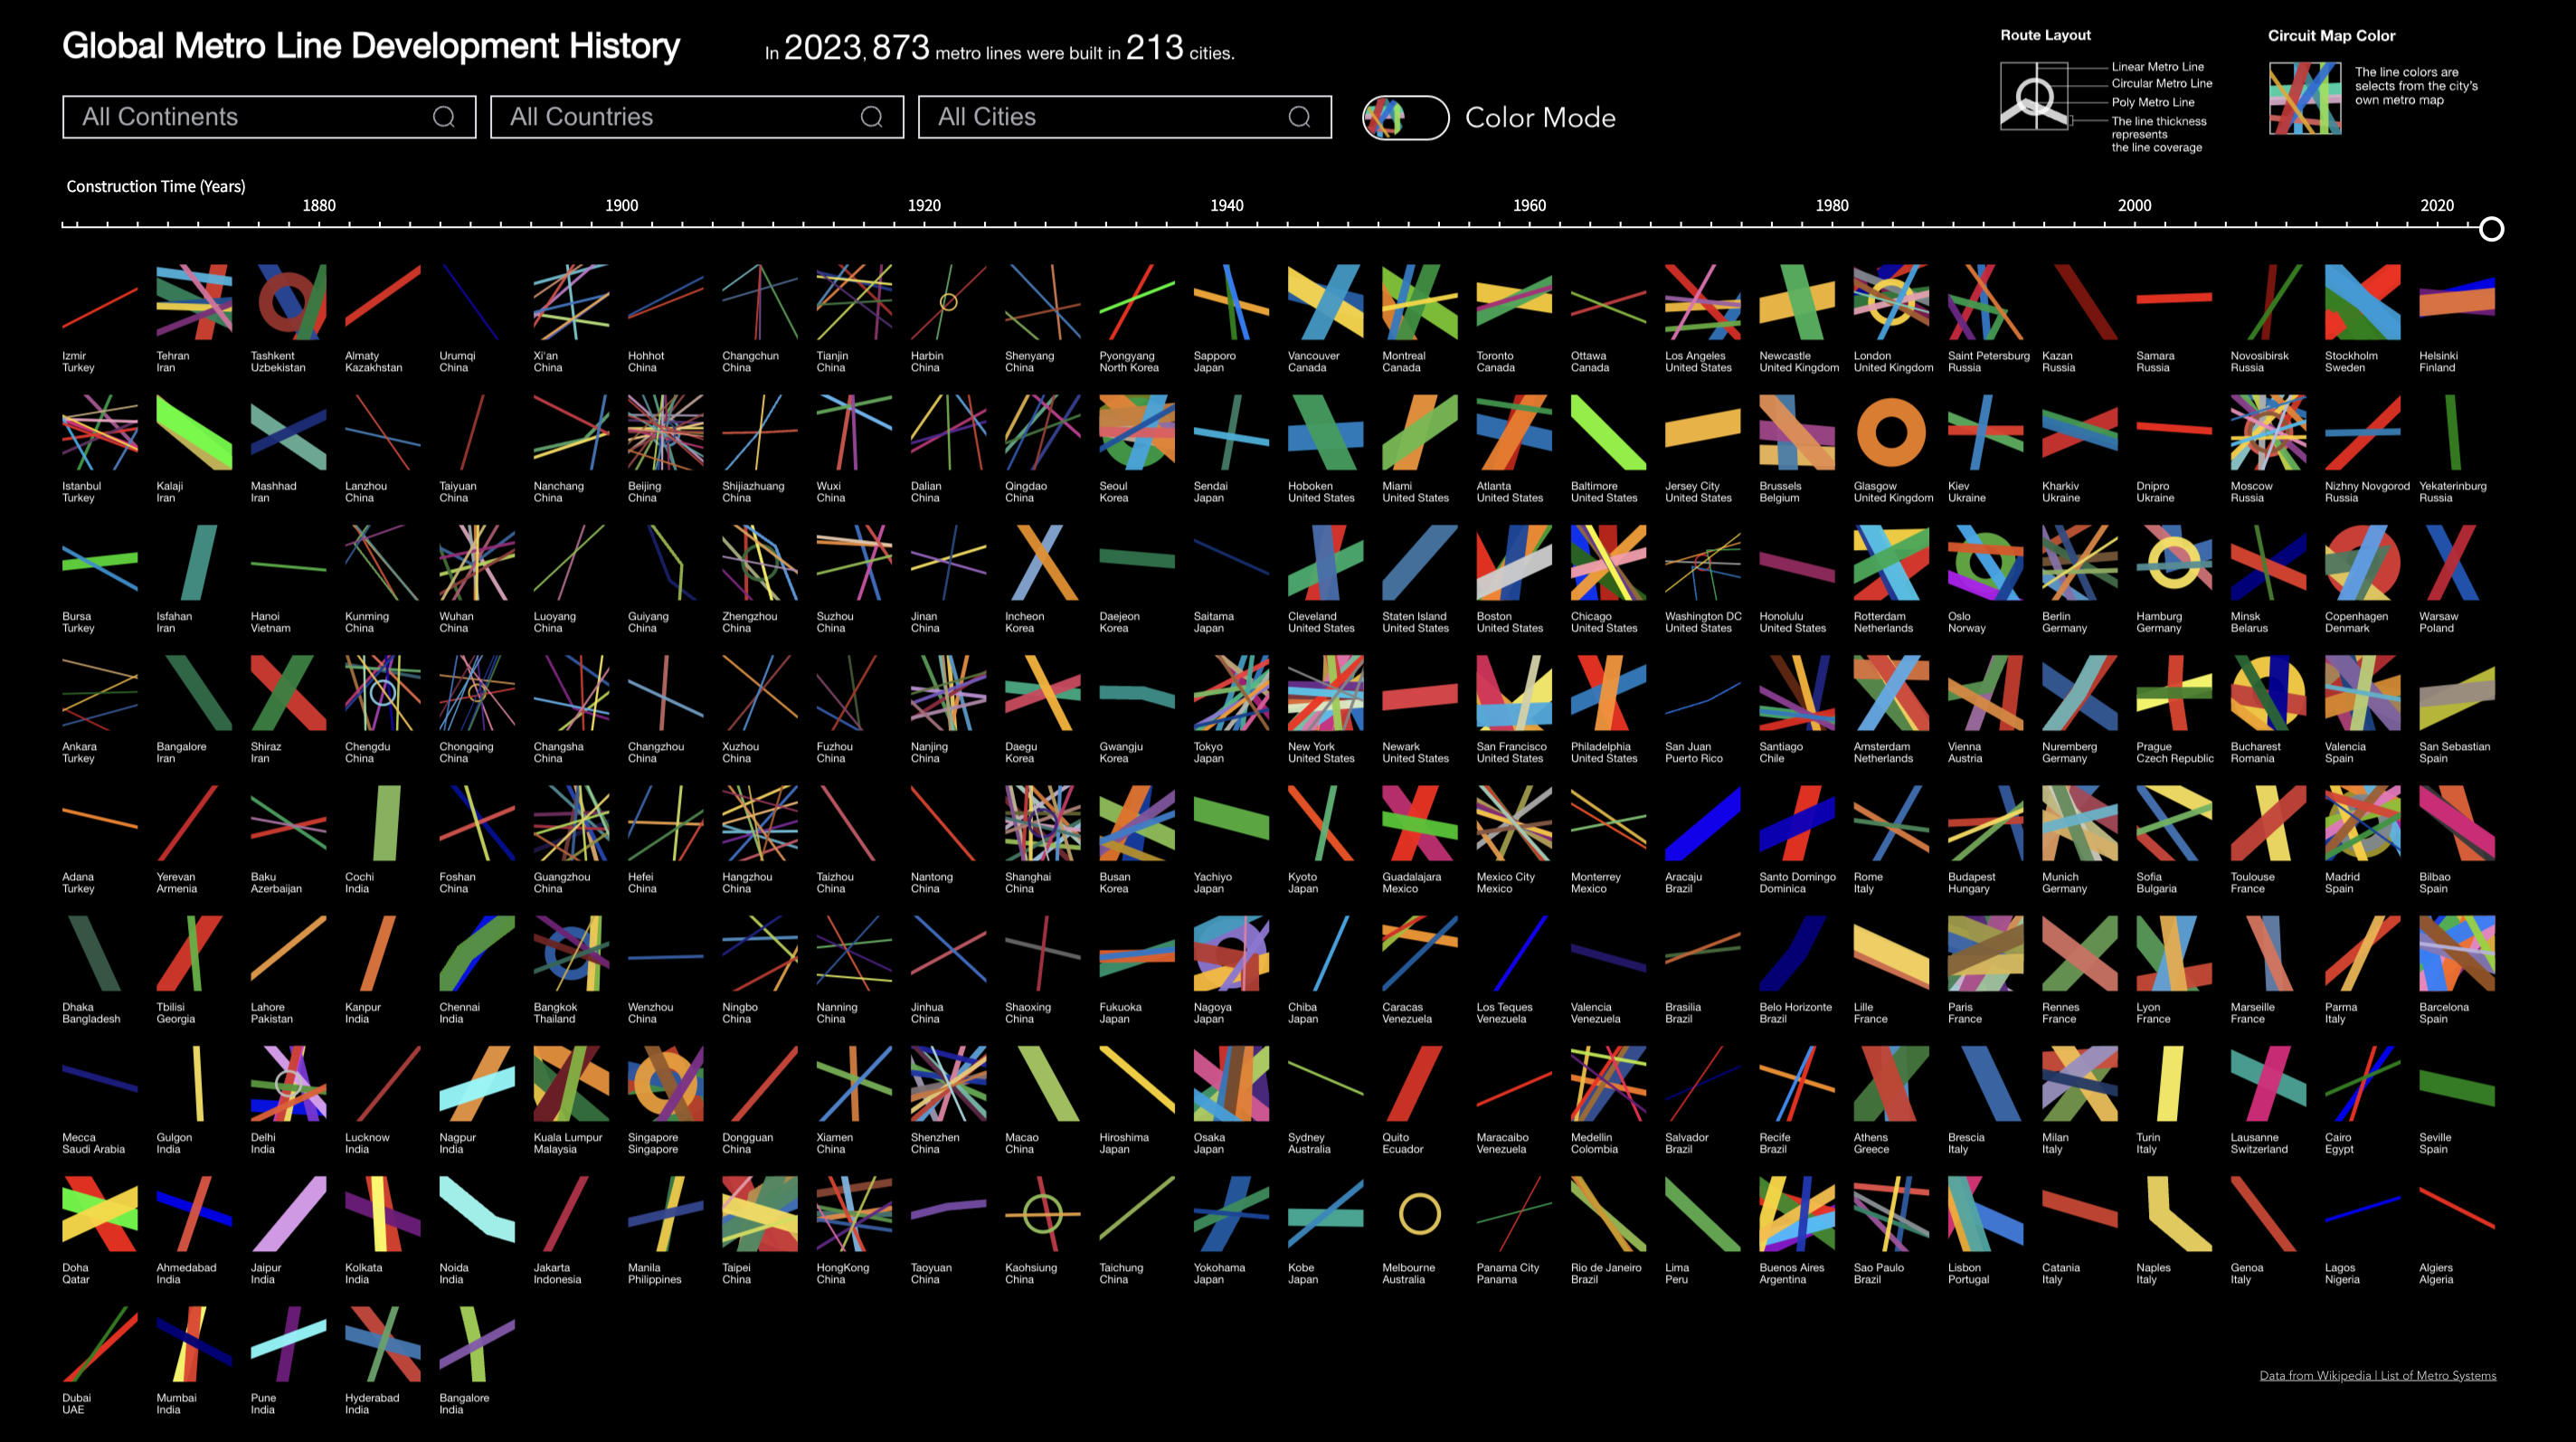 Global Metro Line Development History
In 2023, 873 metro lines were built in 213 cities.
Route Layout
Linear Metro Line
Circular Metro Line
Poly Metro Line
The line thickness
represents
the line coverage
Circuit Map Color
The line colors are
selects from the city's
own metro map
All Continents
All Countries
All Cities
Color Mode
Construction Time (Years)
1880 1900 1920 1940 1960 1980 2000 2020
Izmir Tehran Tashkent Almaty Urumqi Xi'an Hohhot Changchun Tianjin Harbin Shenyang Pyongyang Sapporo Vancouver Montreal Toronto Ottawa Los Angeles Newcastle London Saint Petersburg Kazan Samara Novosibirsk Stockholm Helsinki
Turkey Iran Uzbekistan Kazakhstan China China China China China China China North Korea Japan Canada Canada Canada Canada United States United Kingdom United Kingdom Russia Russia Russia Russia Sweden Finland
Istanbul Kalaji Mashhad Lanzhou Taiyuan Nanchang Beijing Shijiazhuang Wuxi Dalian Qingdao Seoul Sendai Hoboken Miami Atlanta Baltimore Jersey City Brussels Glasgow Kiev Kharkiv Dnipro Moscow Nizhny Novgorod Yekaterinburg
Turkey Iran Iran China China China China China China China China Korea Japan United States United States United States United States United States Belgium United Kingdom Ukraine Ukraine Ukraine Russia Russia Russia
Bursa Isfahan Hanoi Kunming Wuhan Luoyang Guiyang Zhengzhou Suzhou Jinan Incheon Daejeon Saitama Cleveland Staten Island Boston Chicago Washington DC Honolulu Rotterdam Oslo Berlin Hamburg Minsk Copenhagen Warsaw
Turkey Iran Vietnam China China China China China China China Korea Korea Japan United States United States United States United States United States United States Netherlands Norway Germany Germany Belarus Denmark Poland
Ankara Bangalore Shiraz Chengdu Chongqing Changsha Changzhou Xuzhou Fuzhou Nanjing Daegu Gwangju Tokyo New York Newark San Francisco Philadelphia San Juan Santiago Amsterdam Vienna Nuremberg Prague Bucharest Valencia San Sebastian
Turkey Iran Iran China China China China China China China Korea Korea Japan United States United States United States United States Puerto Rico Chile Netherlands Austria Germany Czech Republic Romania Spain Spain
Adana Yerevan Baku Cochi Foshan Guangzhou Hefei Hangzhou Taizhou Nantong Shanghai Busan Yachiyo Kyoto Guadalajara Mexico City Monterrey Aracaju Santo Domingo Rome Budapest Munich Sofia Toulouse Madrid Bilbao
Turkey Armenia Azerbaijan India China China China China China China China Korea Japan Japan Mexico Mexico Mexico Brazil Dominica Italy Hungary Germany Bulgaria France Spain Spain
Dhaka Tbilisi Lahore Kanpur Chennai Bangkok Wenzhou Ningbo Nanning Jinhua Shaoxing Fukuoka Nagoya Chiba Caracas Los Teques Valencia Brasilia Belo Horizonte Lille Paris Rennes Lyon Marseille Parma Barcelona
Bangladesh Georgia Pakistan India India Thailand China China China China China Japan Japan Japan Venezuela Venezuela Venezuela Brazil Brazil France France France France France Italy Spain
Mecca Gulgon Delhi Lucknow Nagpur Kuala Lumpur Singapore Dongguan Xiamen Shenzhen Macao Hiroshima Osaka Sydney Quito Maracaibo Medellin Salvador Recife Athens Brescia Milan Turin Lausanne Cairo Seville
Saudi Arabia India India India India Malaysia Singapore China China China China Japan Japan Australia Ecuador Venezuela Colombia Brazil Brazil Greece Italy Italy Italy Switzerland Egypt Spain
Doha Ahmedabad Jaipur Kolkata Noida Jakarta Manila Taipei HongKong Taoyuan Kaohsiung Taichung Yokohama Kobe Melbourne Panama City Rio de Janeiro Lima Buenos Aires Sao Paulo Lisbon Catania Naples Genoa Lagos Algiers
Qatar India India India India Indonesia Philippines China China China China China Japan Japan Australia Panama Brazil Peru Argentina Brazil Portugal Italy Italy Italy Nigeria Algeria
Dubai Mumbai Pune Hyderabad Bangalore
UAE India India India India
Data from Wikipedia | List of Metro Systems